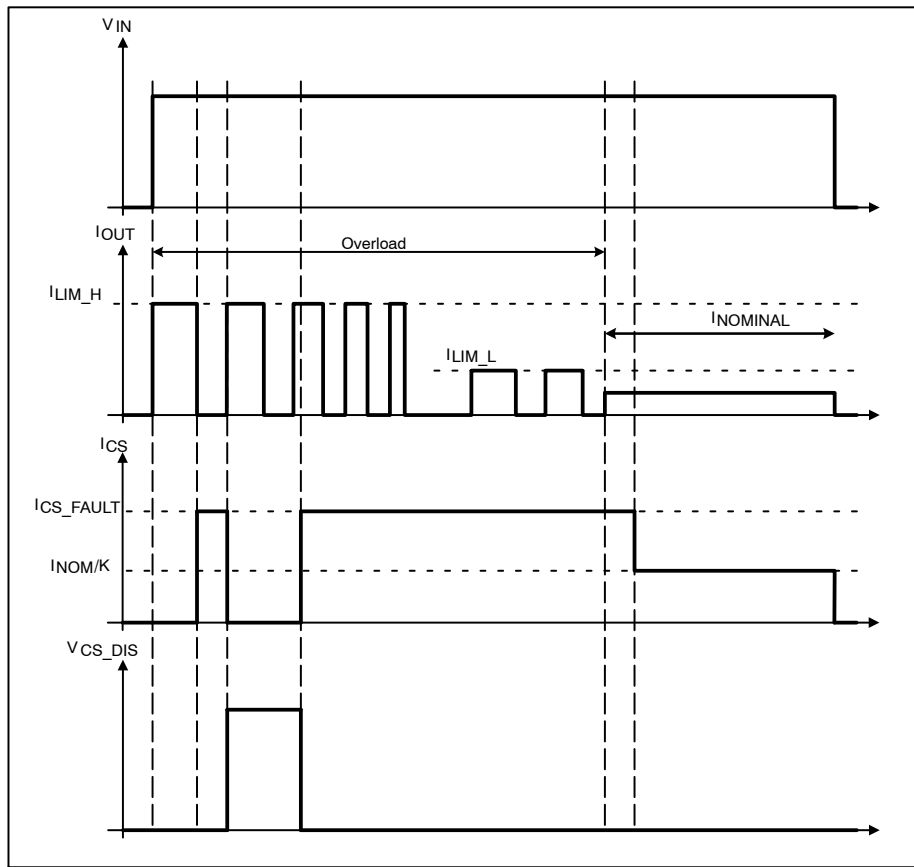 VIN
IOUT
Overload
ILIM_H
INOMINAL
ILIM_L
ICS
ICS_FAULT
INOM/K
VCS_DIS